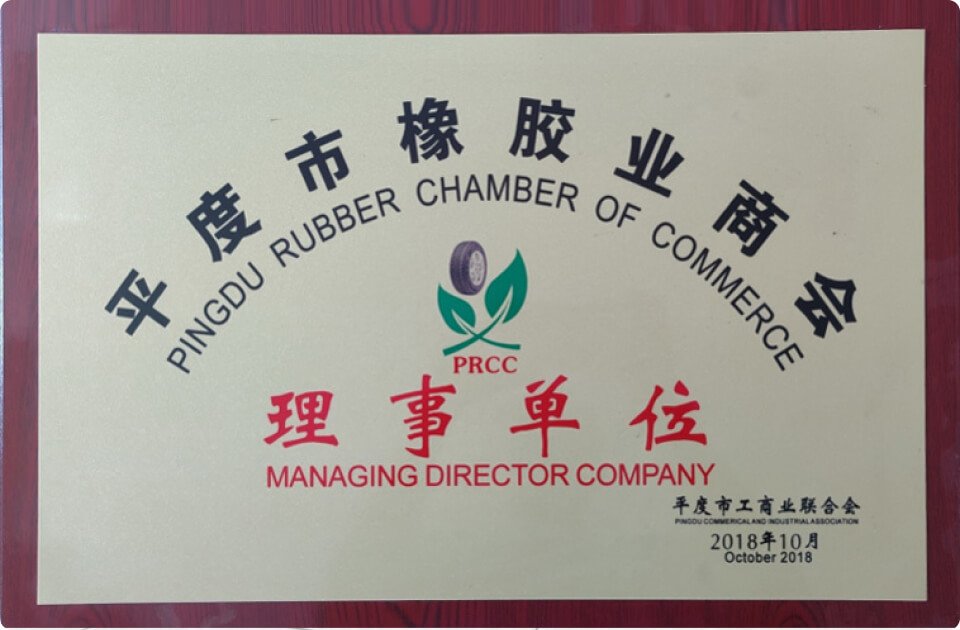 平度市橡胶业商会
PINGDU RUBBER CHAMBER OF COMMERCE
PRCC
理事单位
MANAGING DIRECTOR COMPANY
平度市工商业联合会
PINGDU COMMERICAL AND INDUSTRIAL ASSOCIATION
2018年10月
October 2018